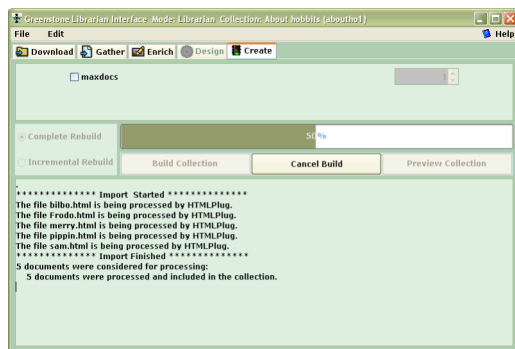 Greenstone Librarian Interface Mode: Librarian Collection: About hobbits (aboutho1)
File Edit Help
Download Gather Enrich Design Create
maxdocs 1
Complete Rebuild 50%
Incremental Rebuild Build Collection Cancel Build Preview Collection
.
************** Import Started **************
The file bilbo.html is being processed by HTMLPlug.
The file Frodo.html is being processed by HTMLPlug.
The file merry.html is being processed by HTMLPlug.
The file pippin.html is being processed by HTMLPlug.
The file sam.html is being processed by HTMLPlug.
************** Import Finished **************
5 documents were considered for processing:
5 documents were processed and included in the collection.